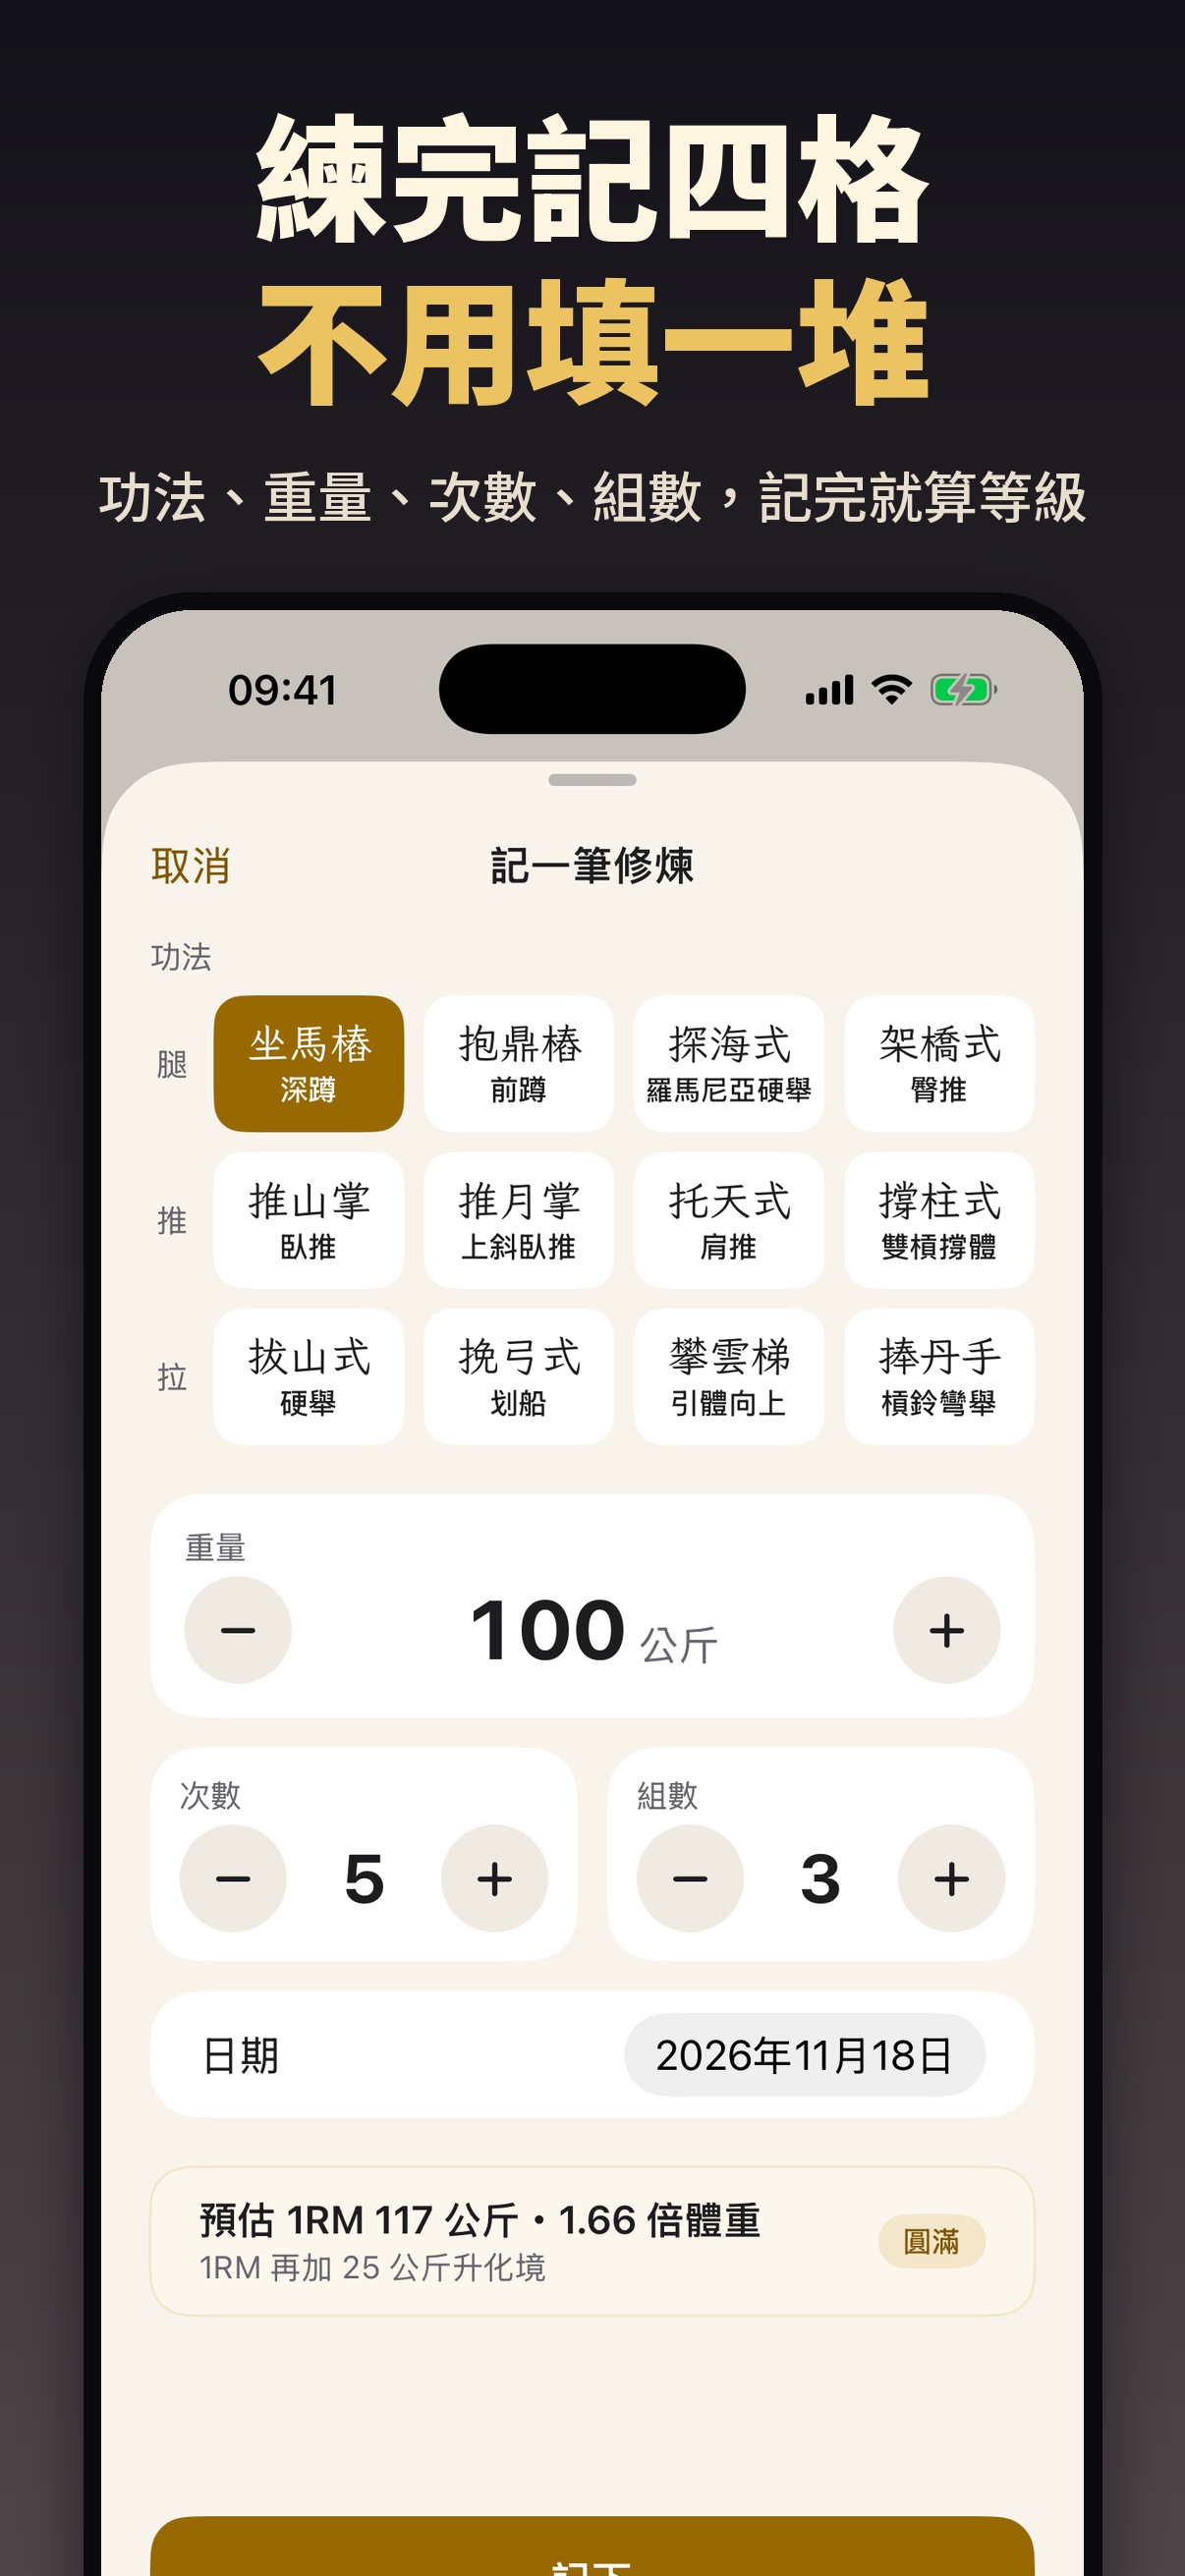 練完記四格
不用填一堆
功法、重量、次數、組數，記完就算等級
09:41
取消 記一筆修煉
功法
腿 坐馬樁 抱鼎樁 探海式 架橋式
深蹲 前蹲 羅馬尼亞硬舉 臀推
推 推山掌 推月掌 托天式 撐柱式
臥推 上斜臥推 肩推 雙槓撐體
拉 拔山式 挽弓式 攀雲梯 捧丹手
硬舉 划船 引體向上 槓鈴彎舉
重量
− 100 公斤 +
次數 組數
− 5 + − 3 +
日期 2026年11月18日
預估 1RM 117 公斤・1.66 倍體重
1RM 再加 25 公斤升化境 圓滿
記下